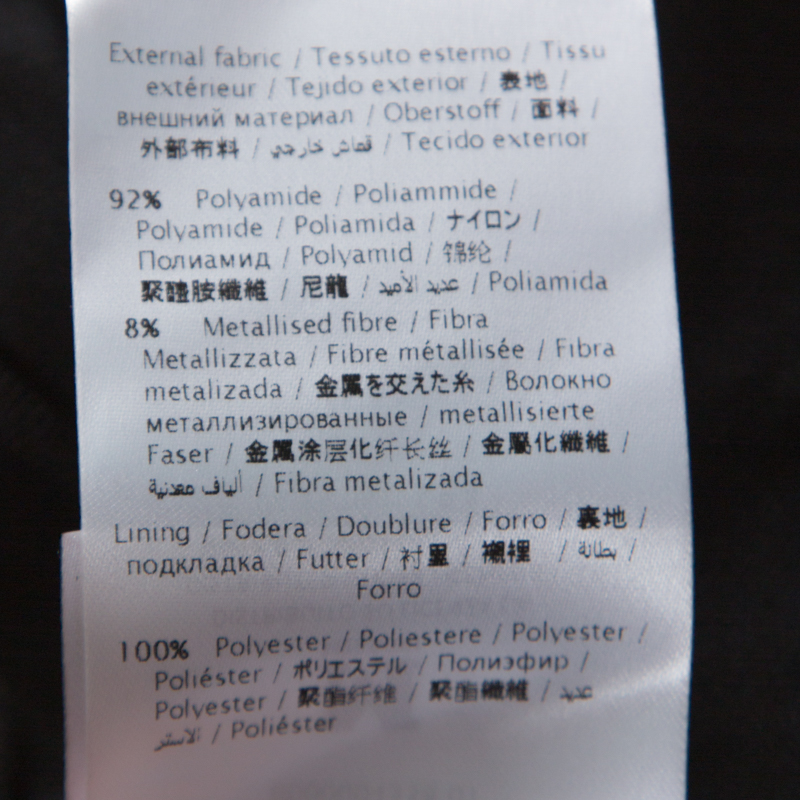 External fabric / Tessuto esterno / Tissu
extérieur / Tejido exterior / 表地 /
внешний материал / Oberstoff / 面料 /
外部布料 / قماش خارجي / Tecido exterior
92% Polyamide / Poliammide /
Polyamide / Poliamida / ナイロン /
Полиамид / Polyamid / 锦纶 /
聚醯胺纖維 / 尼龍 / عديد الأميد / Poliamida
8% Metallised fibre / Fibra
Metallizzata / Fibre métallisée / Fibra
metalizada / 金属を交えた糸 / Волокно
металлизированные / metallisierte
Faser / 金属涂层化纤长丝 / 金屬化纖維 /
ألياف معدنية / Fibra metalizada
Lining / Fodera / Doublure / Forro / 裏地 /
подкладка / Futter / 衬里 / 襯裡 / بطانة /
Forro
100% Polyester / Poliestere / Polyester /
Poliéster / ポリエステル / Полиэфир /
Polyester / 聚酯纤维 / 聚酯纖維 / عديد
الاستر / Poliéster